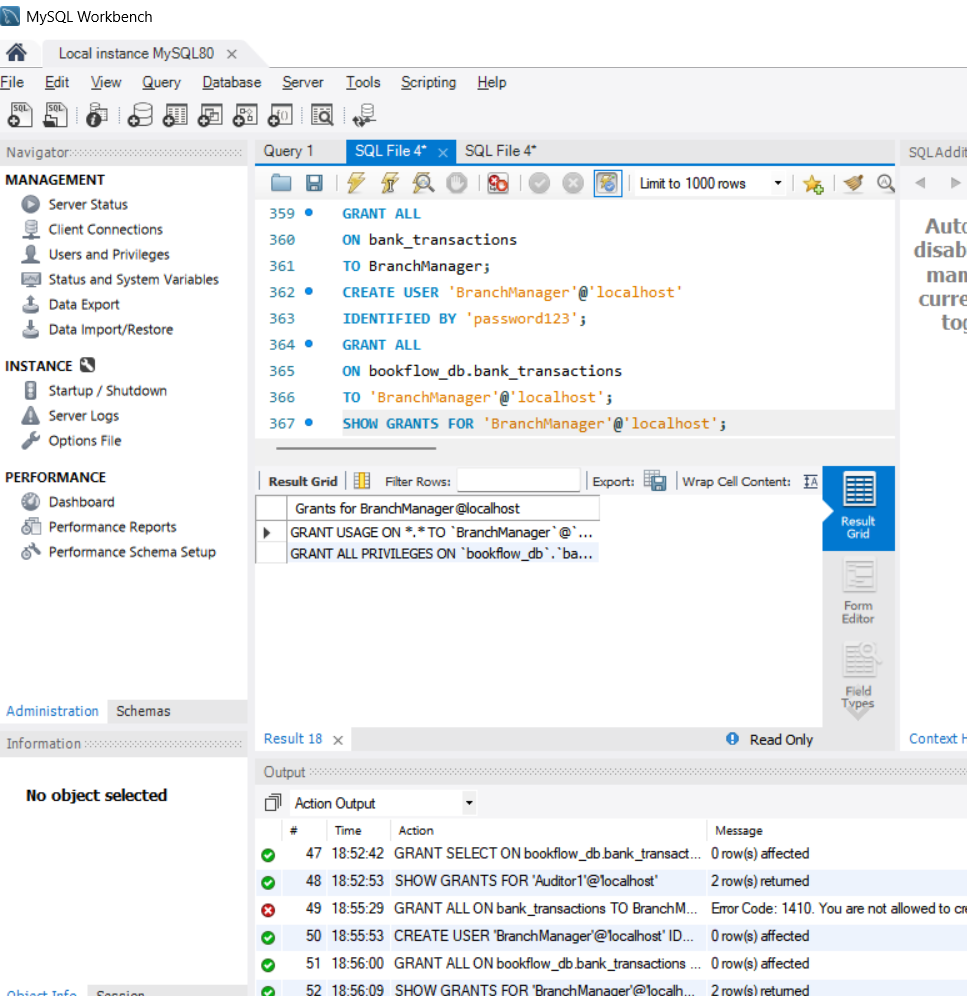 MySQL Workbench
Local instance MySQL80
File Edit View Query Database Server Tools Scripting Help
Navigator
MANAGEMENT
Server Status
Client Connections
Users and Privileges
Status and System Variables
Data Export
Data Import/Restore
INSTANCE
Startup / Shutdown
Server Logs
Options File
PERFORMANCE
Dashboard
Performance Reports
Performance Schema Setup
Administration Schemas
Information
No object selected
Object Info Session
Query 1 SQL File 4* SQL File 4*
Limit to 1000 rows
359 GRANT ALL
360 ON bank_transactions
361 TO BranchManager;
362 CREATE USER 'BranchManager'@'localhost'
363 IDENTIFIED BY 'password123';
364 GRANT ALL
365 ON bookflow_db.bank_transactions
366 TO 'BranchManager'@'localhost';
367 SHOW GRANTS FOR 'BranchManager'@'localhost';
Result Grid Filter Rows: Export: Wrap Cell Content:
Grants for BranchManager@localhost
GRANT USAGE ON *.* TO `BranchManager`@`...
GRANT ALL PRIVILEGES ON `bookflow_db`.`ba...
Result
Grid
Form
Editor
Field
Types
Result 18 Read Only
Output
Action Output
# Time Action Message
47 18:52:42 GRANT SELECT ON bookflow_db.bank_transact... 0 row(s) affected
48 18:52:53 SHOW GRANTS FOR 'Auditor1'@'localhost' 2 row(s) returned
49 18:55:29 GRANT ALL ON bank_transactions TO BranchM... Error Code: 1410. You are not allowed to cre
50 18:55:53 CREATE USER 'BranchManager'@'localhost' ID... 0 row(s) affected
51 18:56:00 GRANT ALL ON bookflow_db.bank_transactions ... 0 row(s) affected
52 18:56:09 SHOW GRANTS FOR 'BranchManager'@'localh... 2 row(s) returned
SQLAddit
Auto
disab
man
curre
tog
Context H